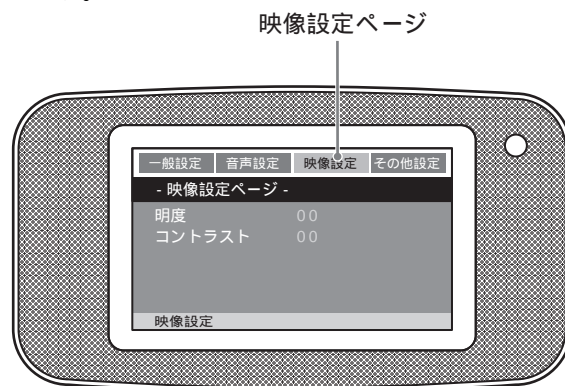 映像設定ページ
一般設定 音声設定 映像設定 その他設定
- 映像設定ページ -
明度 00
コントラスト 00
映像設定